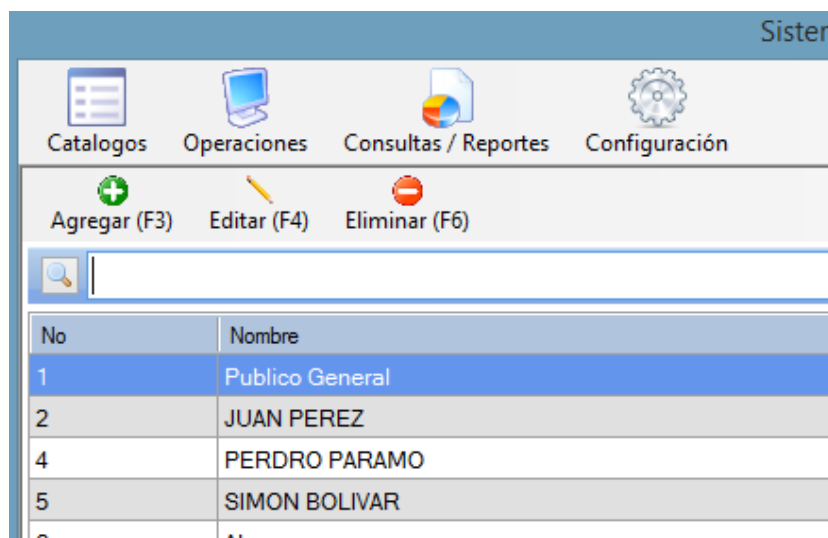 Catalogos Operaciones Consultas / Reportes Configuración
Agregar (F3) Editar (F4) Eliminar (F6)
No Nombre
1 Publico General
2 JUAN PEREZ
4 PERDRO PARAMO
5 SIMON BOLIVAR